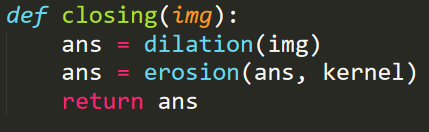 def closing(img):
    ans = dilation(img)
    ans = erosion(ans, kernel)
    return ans